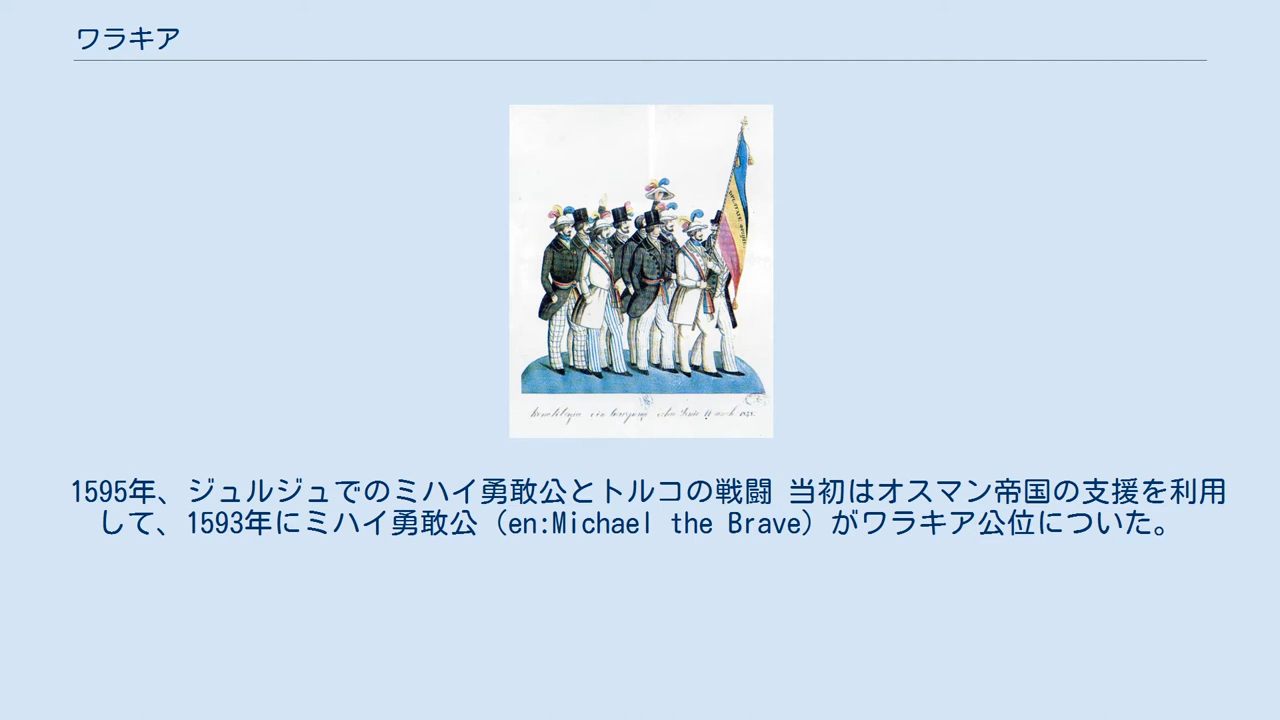 ワラキア
1595年、ジュルジュでのミハイ勇敢公とトルコの戦闘 当初はオスマン帝国の支援を利用
して、1593年にミハイ勇敢公（en:Michael the Brave）がワラキア公位についた。